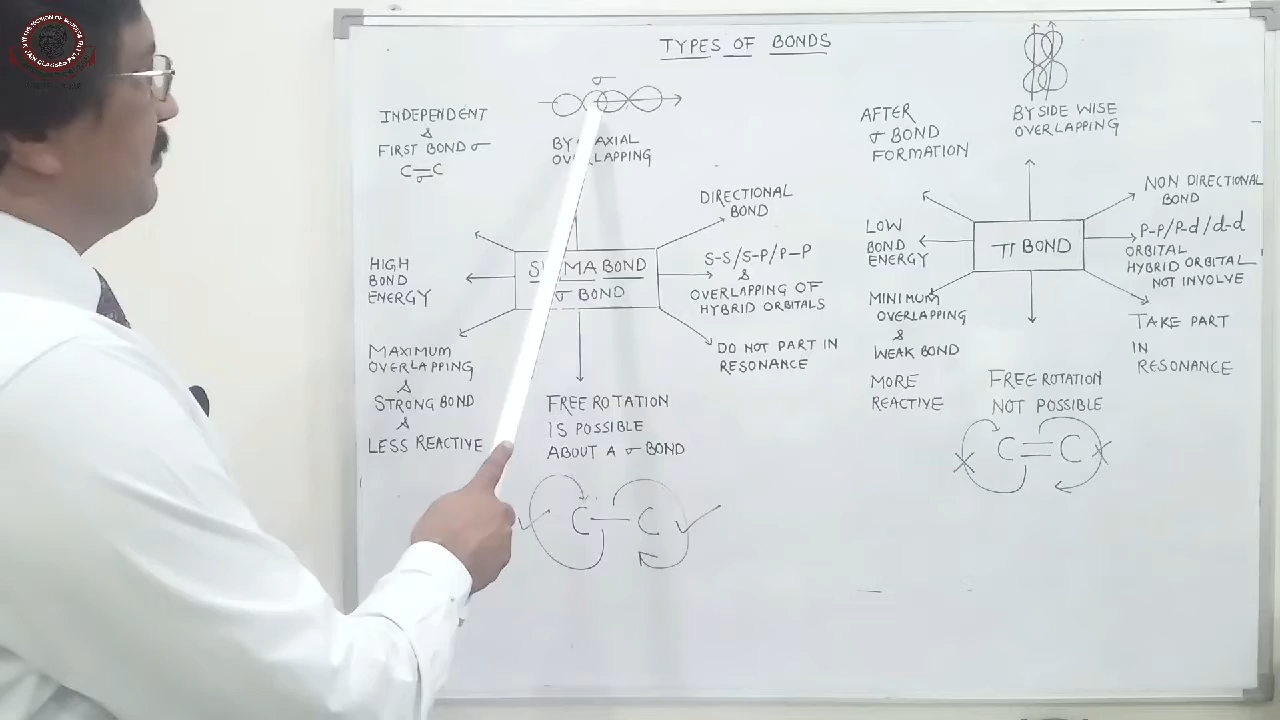 TYPES OF BONDS
σ
BY AXIAL
OVERLAPPING
INDEPENDENT
&
FIRST BOND σ
C=C
σ
HIGH
BOND
ENERGY
MAXIMUM
OVERLAPPING
&
STRONG BOND
&
LESS REACTIVE
BOND
σ BOND
DIRECTIONAL
BOND
S-S/S-P/P-P
&
OVERLAPPING OF
HYBRID ORBITALS
DO NOT PART IN
RESONANCE
FREE ROTATION
IS POSSIBLE
ABOUT A σ BOND
C — C
AFTER
σ BOND
FORMATION
BY SIDE WISE
OVERLAPPING
LOW
BOND
ENERGY
MINIMUM
OVERLAPPING
&
WEAK BOND
MORE
REACTIVE
π BOND
NON DIRECTIONAL
BOND
P-P/P-d/d-d
ORBITAL
HYBRID ORBITAL
NOT INVOLVE
TAKE PART
IN
RESONANCE
FREE ROTATION
NOT POSSIBLE
C = C